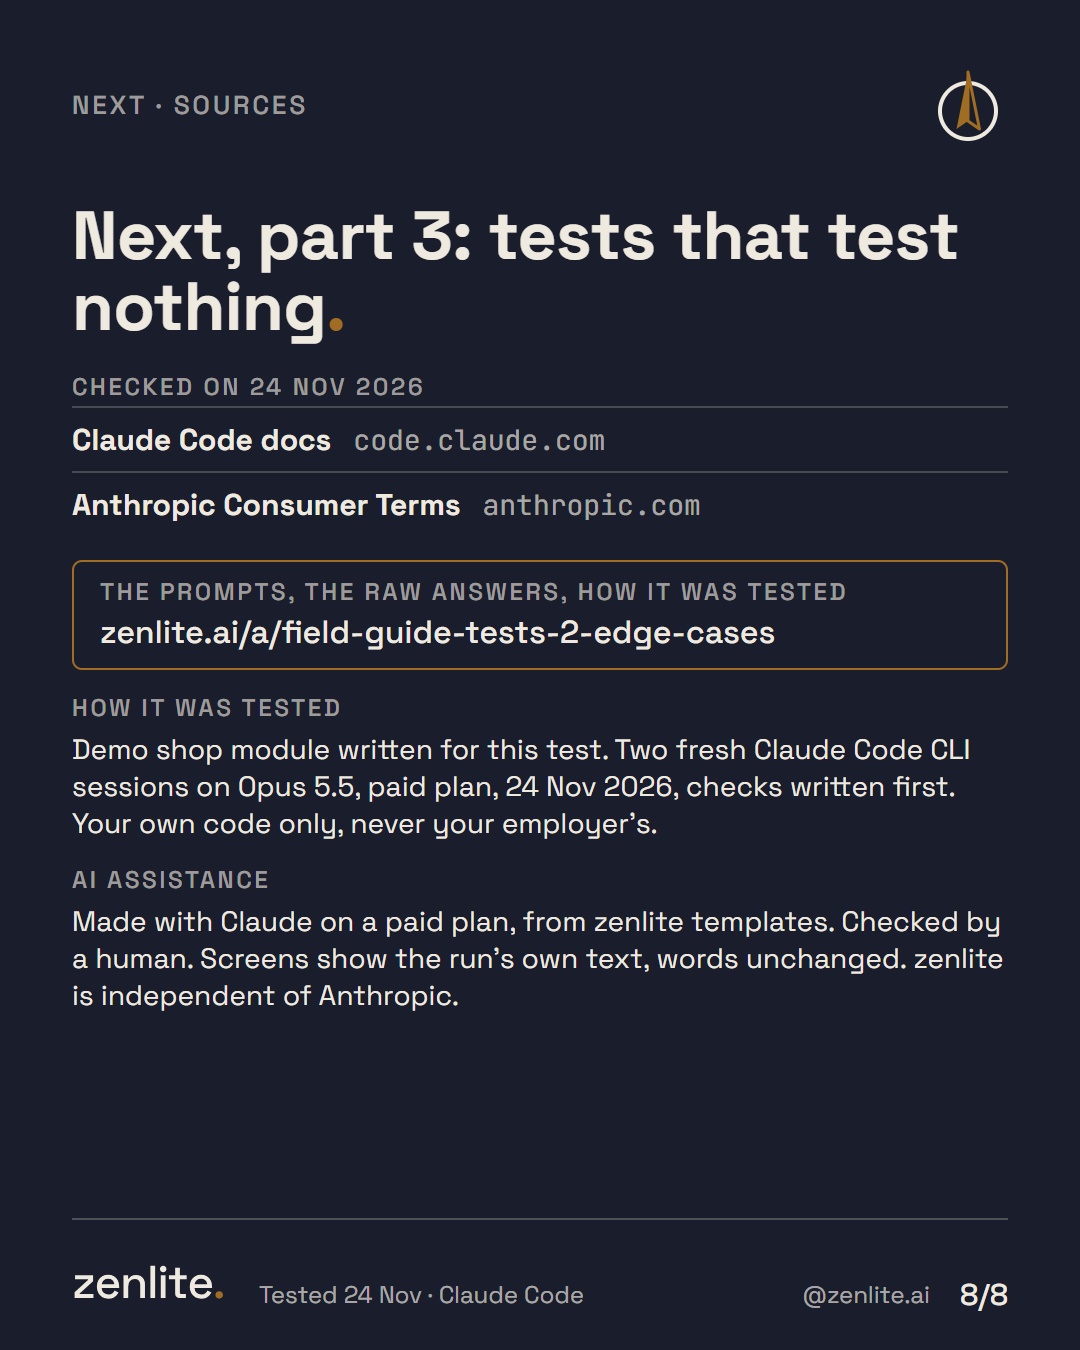 NEXT · SOURCES
Next, part 3: tests that test
nothing.
CHECKED ON 24 NOV 2026
Claude Code docs code.claude.com
Anthropic Consumer Terms anthropic.com
THE PROMPTS, THE RAW ANSWERS, HOW IT WAS TESTED
zenlite.ai/a/field-guide-tests-2-edge-cases
HOW IT WAS TESTED
Demo shop module written for this test. Two fresh Claude Code CLI
sessions on Opus 5.5, paid plan, 24 Nov 2026, checks written first.
Your own code only, never your employer’s.
AI ASSISTANCE
Made with Claude on a paid plan, from zenlite templates. Checked by
a human. Screens show the run’s own text, words unchanged. zenlite
is independent of Anthropic.
zenlite. Tested 24 Nov · Claude Code @zenlite.ai 8/8